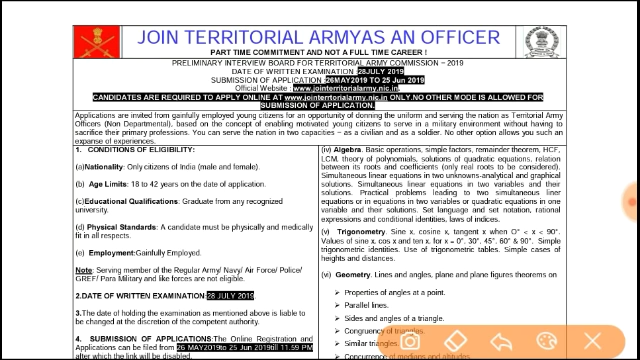 JOIN TERRITORIAL ARMYAS AN OFFICER
PART TIME COMMITMENT AND NOT A FULL TIME CAREER !
PRELIMINARY INTERVIEW BOARD FOR TERRITORIAL ARMY COMMISSION – 2019
DATE OF WRITTEN EXAMINATION :28JULY 2019
SUBMISSION OF APPLICATION :26MAY2019 TO 25 Jun 2019
Official Website : www.jointerritorialarmy.nic.in.
CANDIDATES ARE REQUIRED TO APPLY ONLINE AT www.jointerritorialarmy.nic.in ONLY.NO OTHER MODE IS ALLOWED FOR
SUBMISSION OF APPLICATION.
Applications are invited from gainfully employed young citizens for an opportunity of donning the uniform and serving the nation as Territorial Army
Officers (Non Departmental), based on the concept of enabling motivated young citizens to serve in a military environment without having to
sacrifice their primary professions. You can serve the nation in two capacities – as a civilian and as a soldier. No other option allows you such an
expanse of experiences.
1. CONDITIONS OF ELIGIBILITY:
(a)Nationality: Only citizens of India (male and female).
(b) Age Limits: 18 to 42 years on the date of application.
(c)Educational Qualifications: Graduate from any recognized
university.
(d) Physical Standards: A candidate must be physically and medically
fit in all respects.
(e) Employment:Gainfully Employed.
Note: Serving member of the Regular Army/ Navy/ Air Force/ Police/
GREF/ Para Military and like forces are not eligible.
2.DATE OF WRITTEN EXAMINATION:28 JULY 2019
3.The date of holding the examination as mentioned above is liable to
be changed at the discretion of the competent authority.
4. SUBMISSION OF APPLICATIONS:The Online Registration and
Applications can be filed from 26 MAY2019to 25 Jun 2019till 11.59 PM
after which the link will be disabled.
(iv) Algebra. Basic operations, simple factors, remainder theorem, HCF,
LCM, theory of polynomials, solutions of quadratic equations, relation
between its roots and coefficients (only real roots to be considered).
Simultaneous linear equations in two unknowns-analytical and graphical
solutions. Simultaneous linear equations in two variables and their
solutions. Practical problems leading to two simultaneous liner
equations or in equations in two variables or quadratic equations in one
variable and their solutions. Set language and set notation, rational
expressions and conditional identities, laws of indices.
(v) Trigonometry. Sine x, cosine x, tangent x when O° < x < 90°.
Values of sine x, cos x and ten x, for x = 0°, 30°, 45°, 60° & 90°. Simple
trigonometric identities. Use of trigonometric tables. Simple cases of
heights and distances.
(vi) Geometry. Lines and angles, plane and plane figures theorems on
➢ Properties of angles at a point.
➢ Parallel lines.
➢ Sides and angles of a triangle.
➢ Congruency of triangles.
➢ Similar triangles.
➢ Concurrence of medians and altitudes.